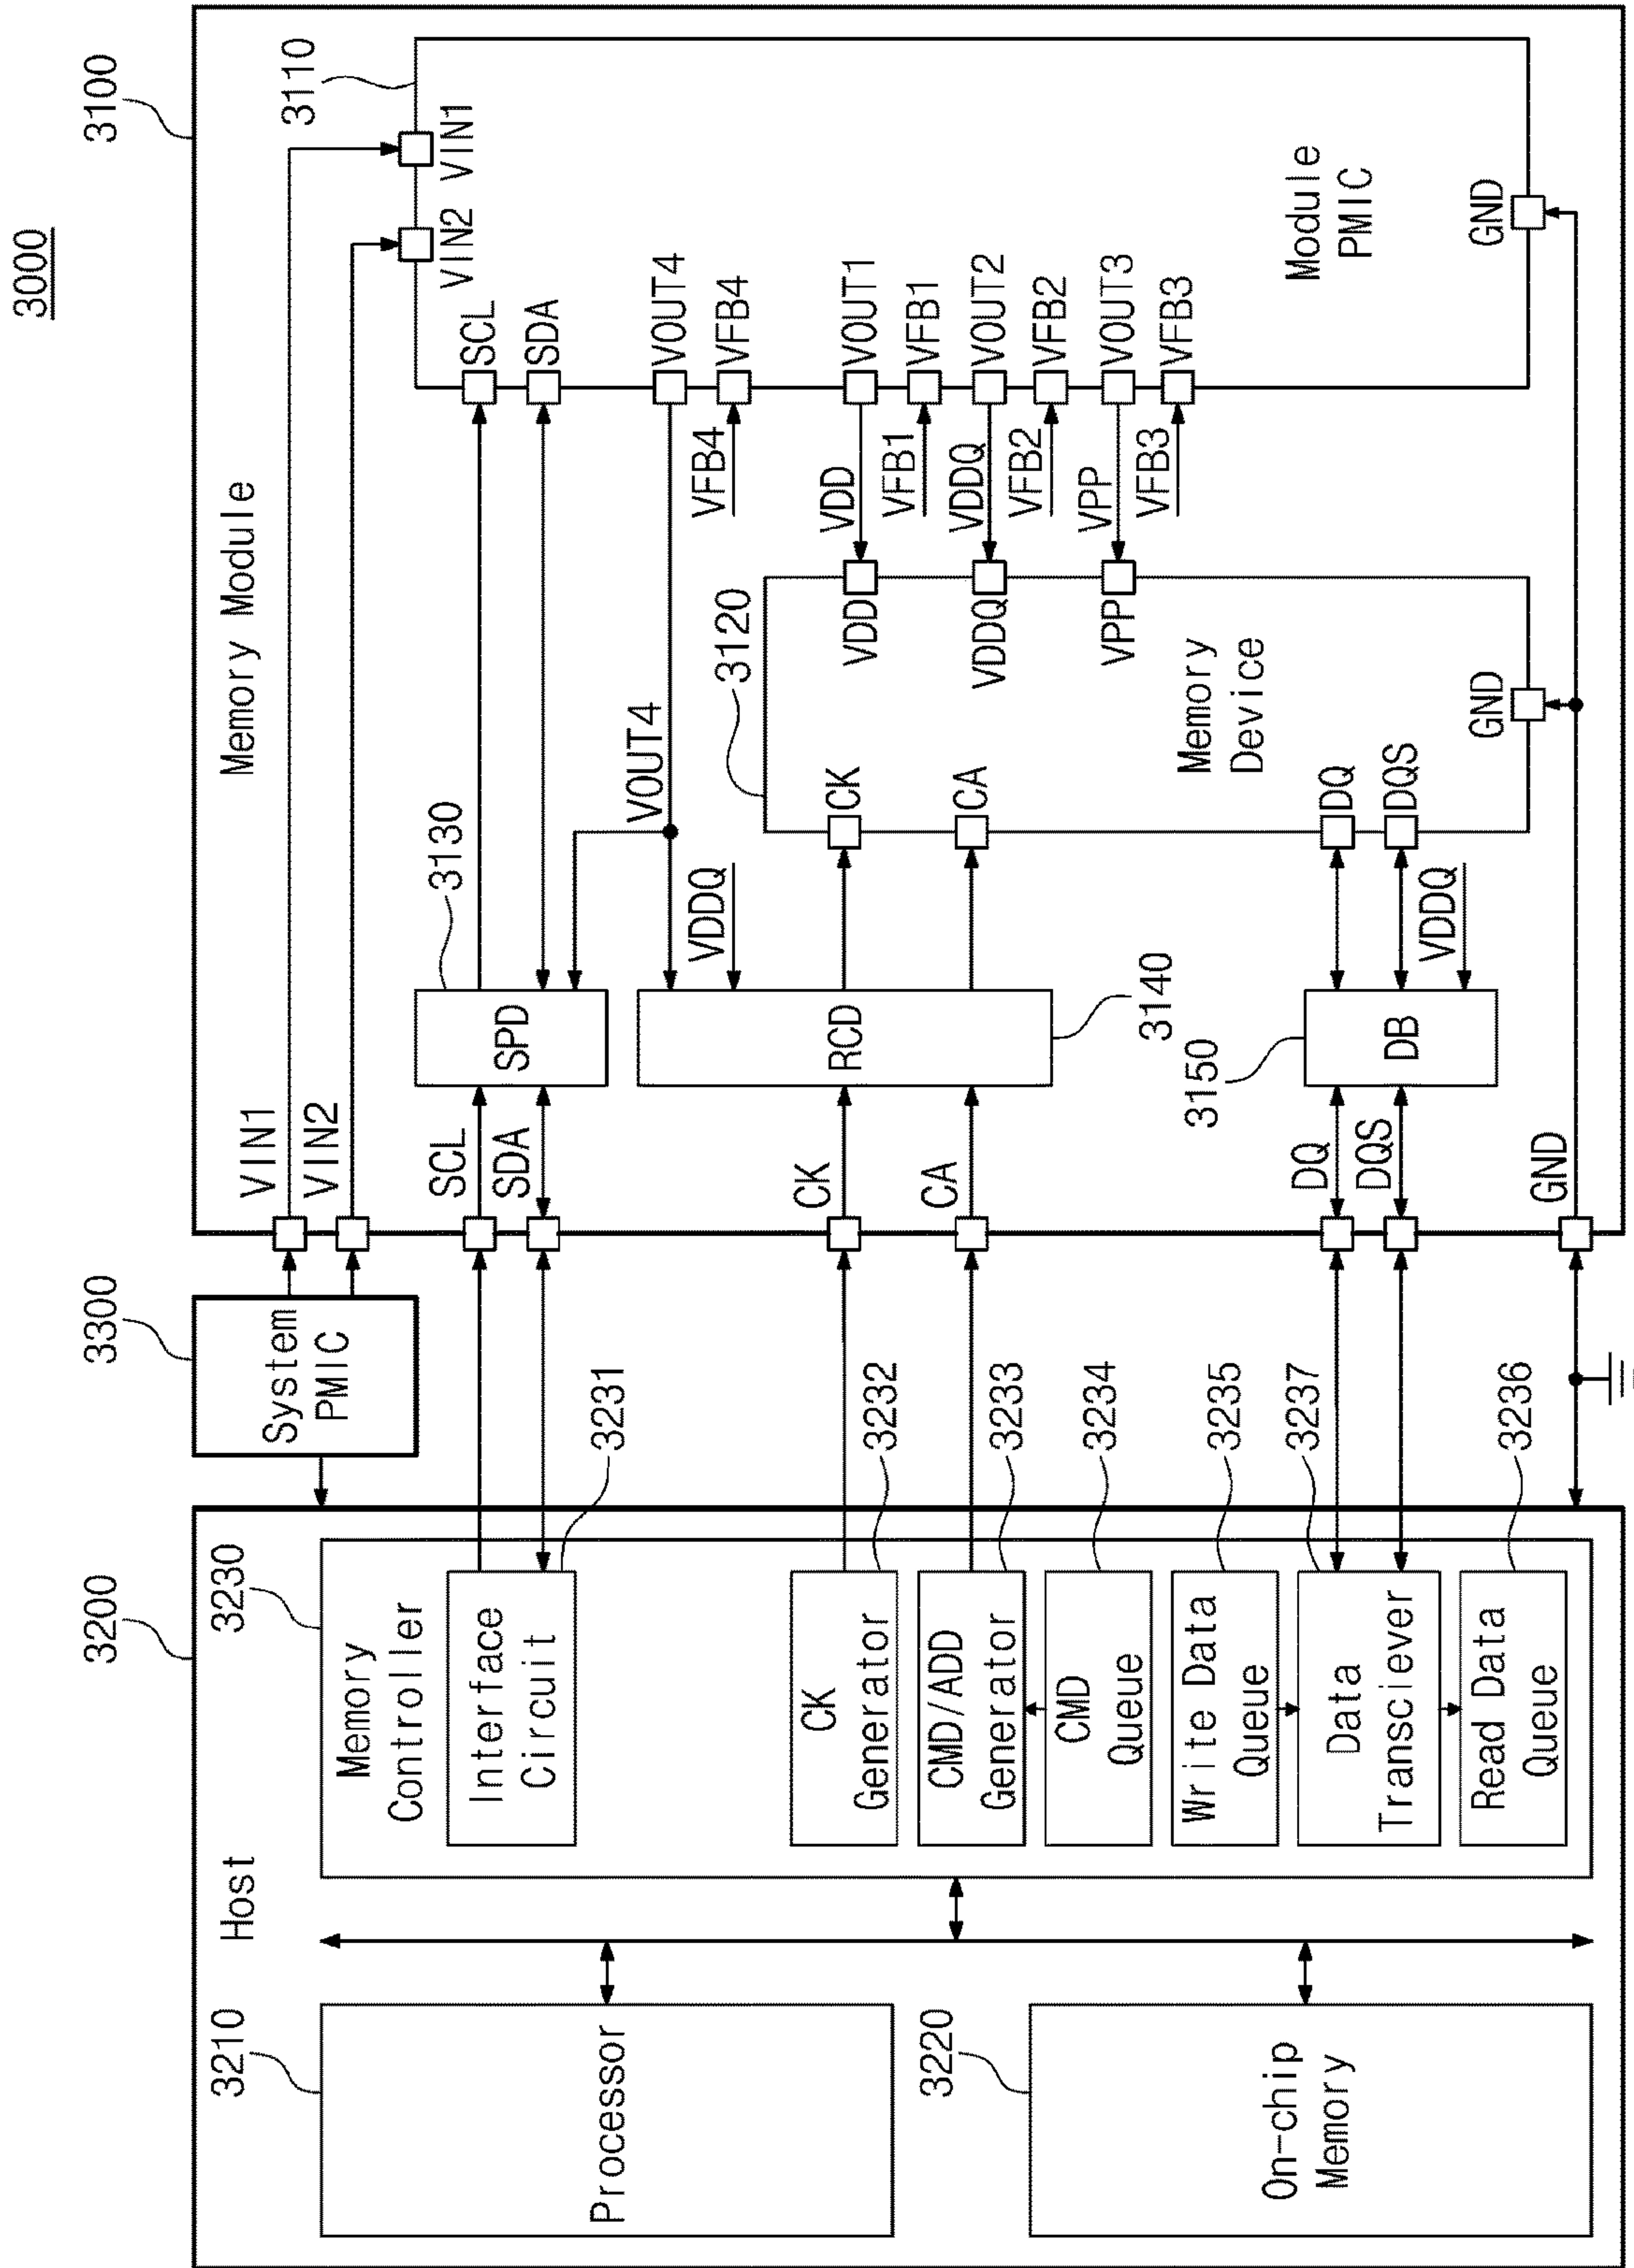 3000
3200
Host
3210
Processor
3220
On-chip
Memory
3230
Memory
Controller
Interface
Circuit
3231
CK
Generator
3232
CMD/ADD
Generator
3233
CMD
Queue
3234
Write Data
Queue
3235
Data
Transciever
3237
Read Data
Queue
3236
3300
System
PMIC
3100
Memory Module
VIN1
VIN2
SCL
SDA
CK
CA
DQ
DQS
GND
SPD
3130
RCD
3140
VDDQ
DB
3150
VDDQ
VOUT4
3120
Memory
Device
CK
CA
DQ
DQS
VDD
VDDQ
VPP
GND
VFB4
VDD
VFB1
VDDQ
VFB2
VPP
VFB3
3110
Module
PMIC
VIN1
VIN2
SCL
SDA
VOUT4
VFB4
VOUT1
VFB1
VOUT2
VFB2
VOUT3
VFB3
GND